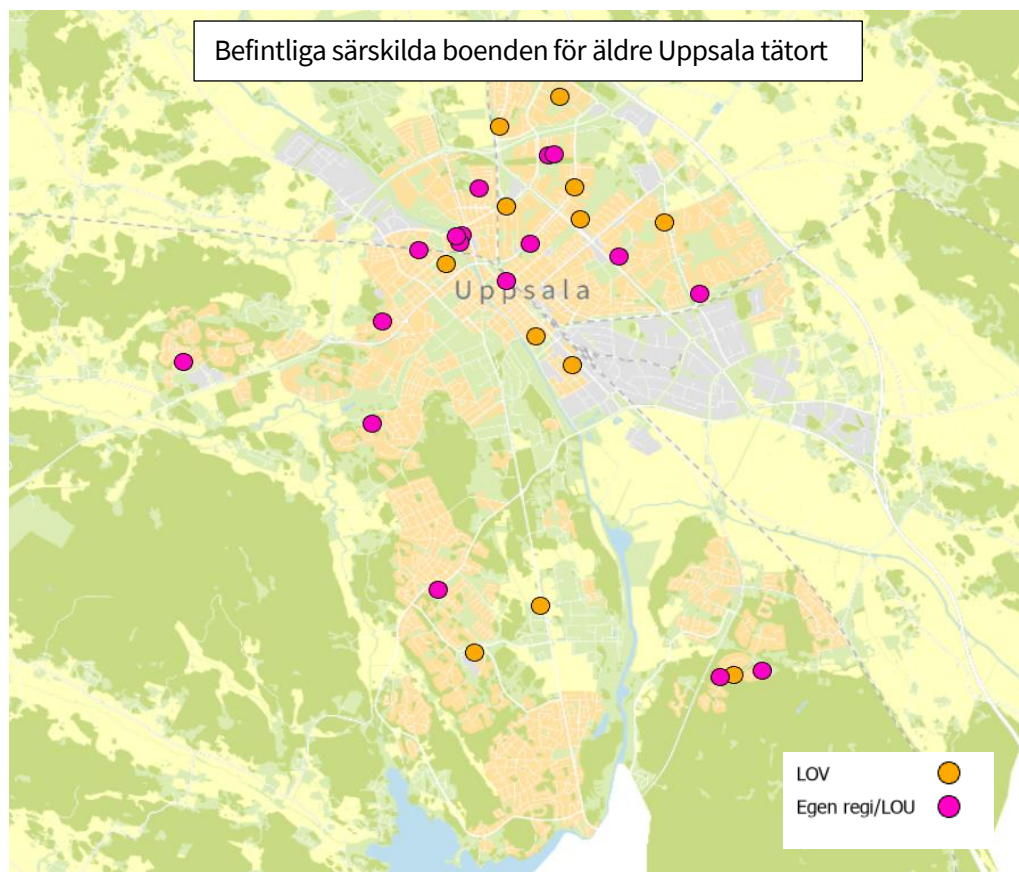 Befintliga särskilda boenden för äldre Uppsala tätort
Uppsala
LOV
Egen regi/LOU